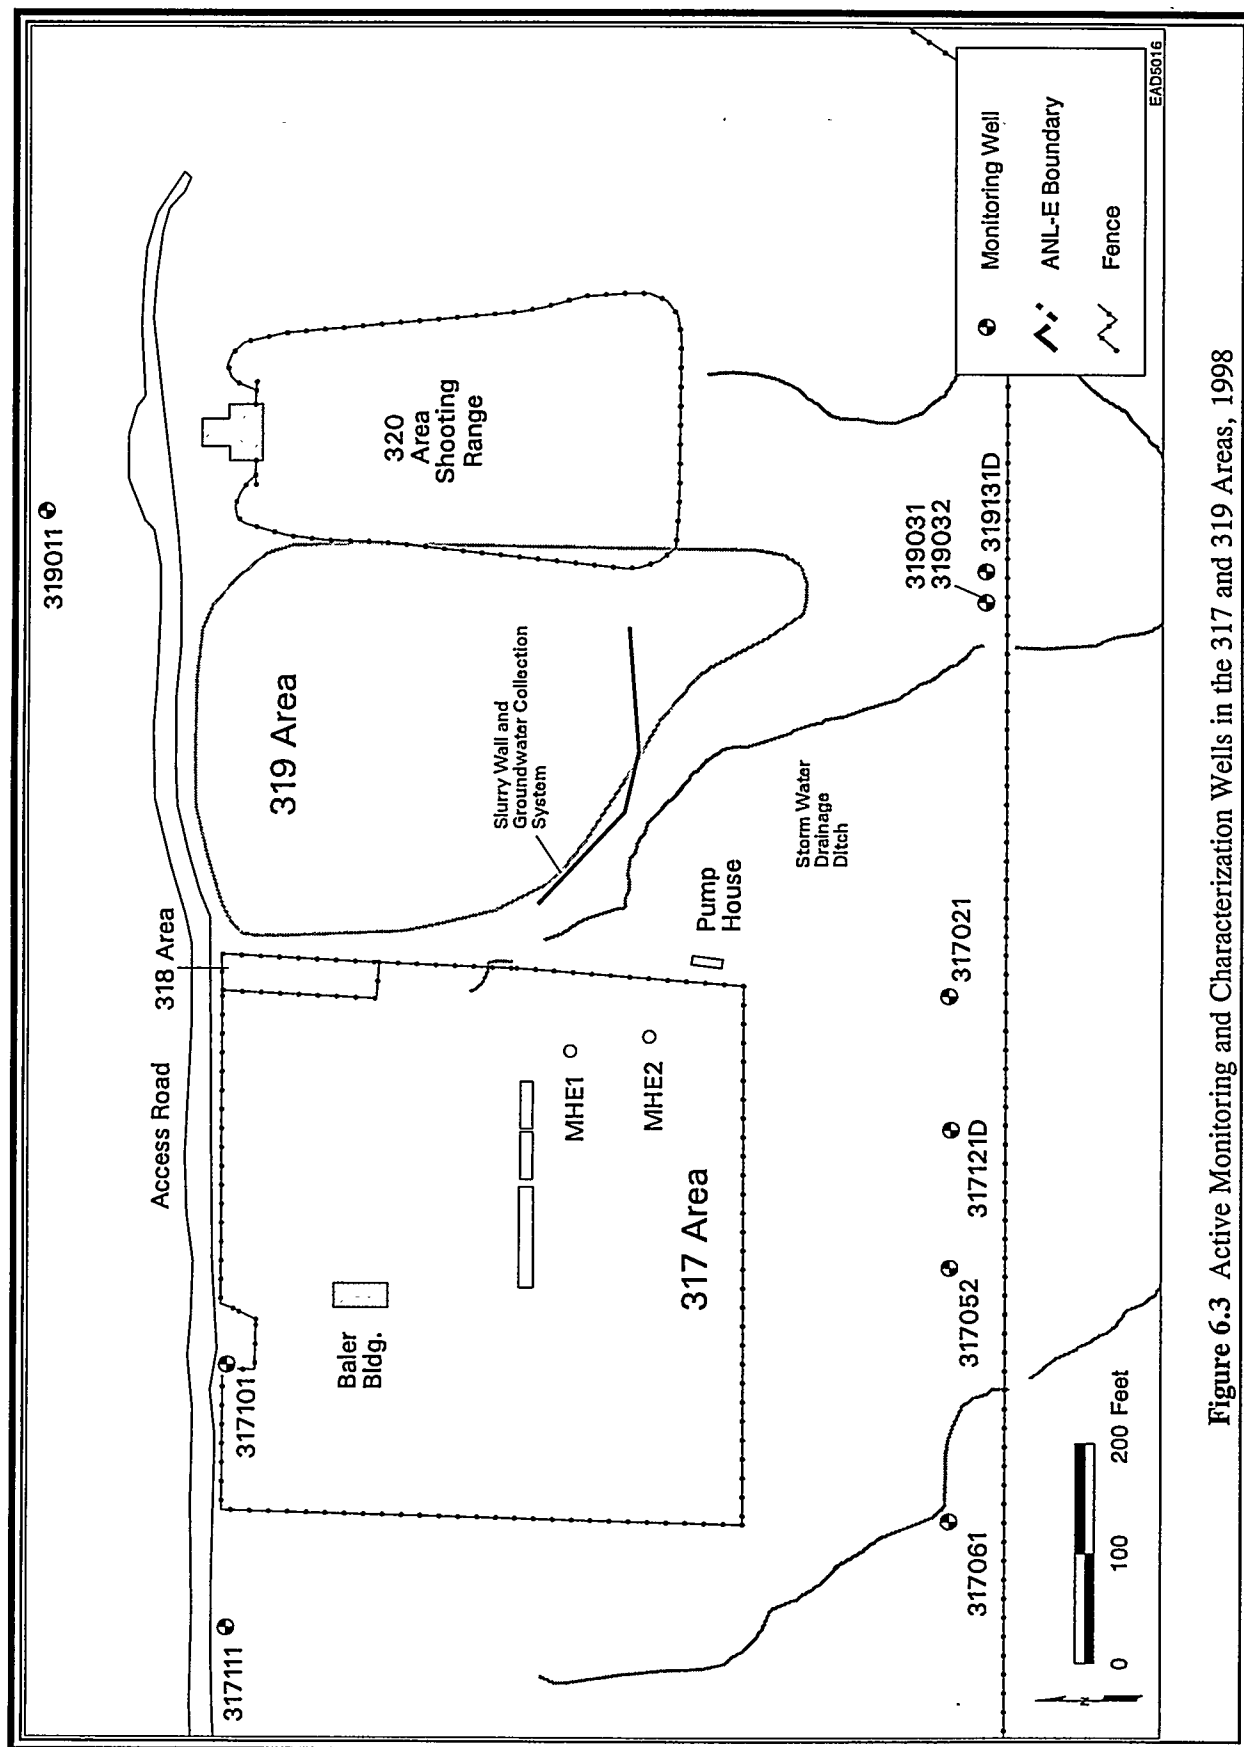 319011
Access Road
318 Area
319 Area
320
Area
Shooting
Range
317111
317101
Baler
Bldg.
Slurry Wall and
Groundwater Collection
System
MHE1
MHE2
317 Area
Pump
House
Storm Water
Drainage
Ditch
319031
319032
319131D
317061
317052
317121D
317021
0
100
200 Feet
N
Monitoring Well
ANL-E Boundary
Fence
EAD5016
Figure 6.3 Active Monitoring and Characterization Wells in the 317 and 319 Areas, 1998